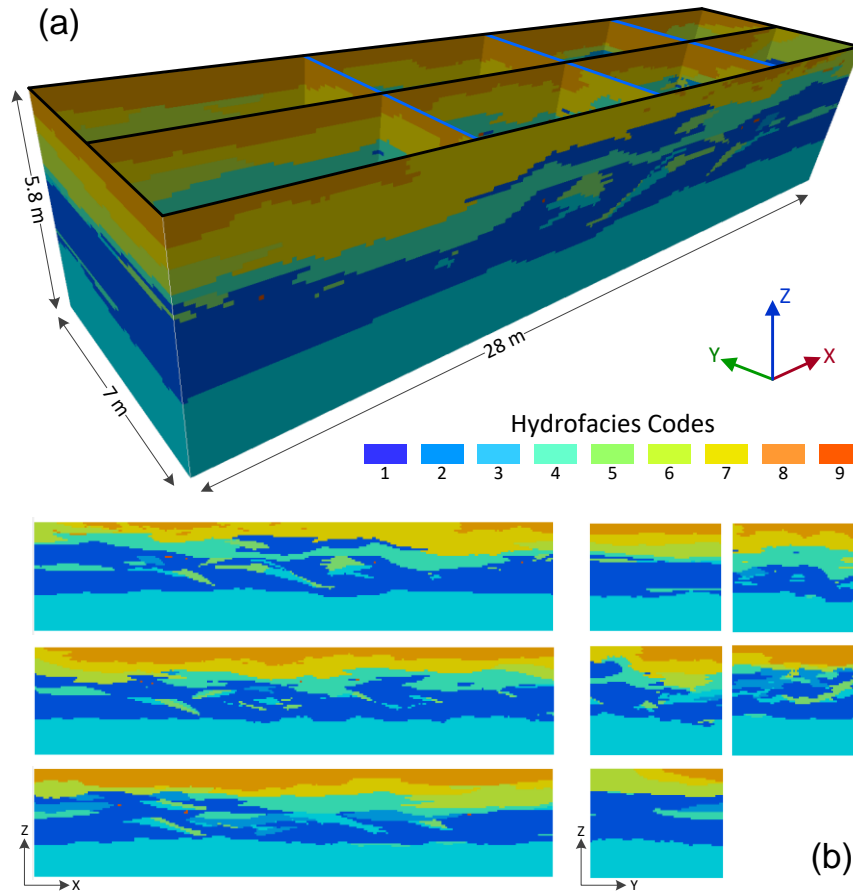 (a)
5.8 m
7 m
28 m
Z
Y
X
Hydrofacies Codes
1 2 3 4 5 6 7 8 9
Z
X
Z
Y
(b)